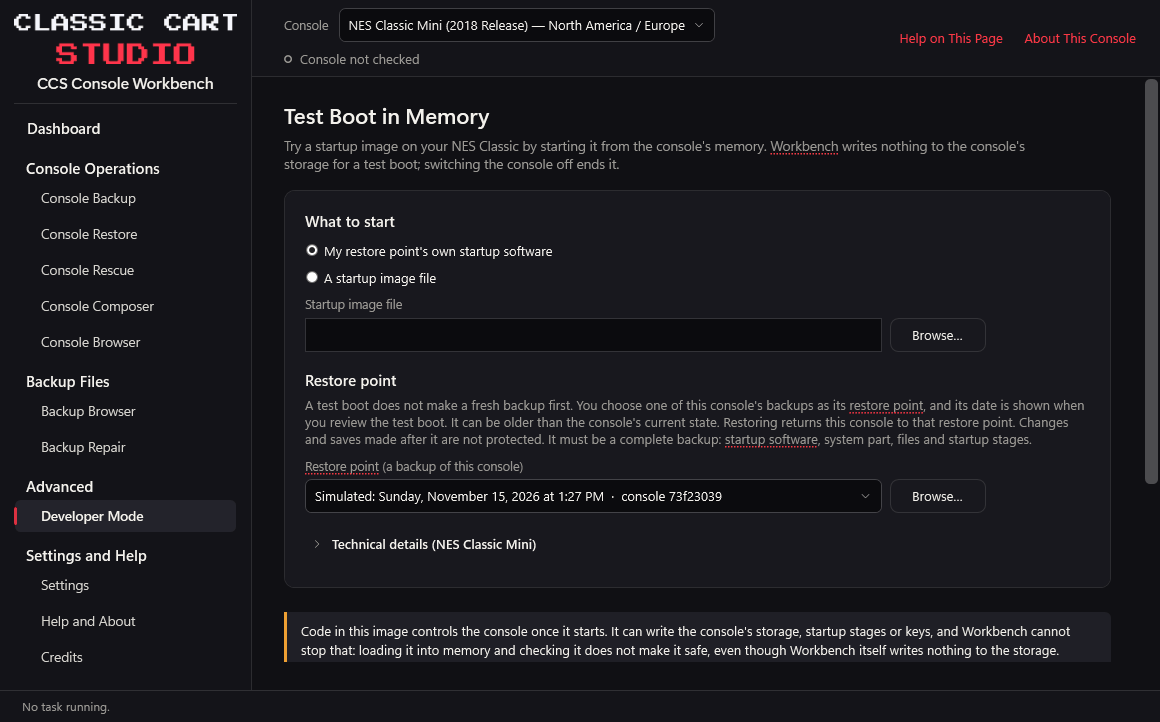 CLASSIC CART
STUDIO
CCS Console Workbench
Dashboard
Console Operations
Console Backup
Console Restore
Console Rescue
Console Composer
Console Browser
Backup Files
Backup Browser
Backup Repair
Advanced
Developer Mode
Settings and Help
Settings
Help and About
Credits
Console
NES Classic Mini (2018 Release) — North America / Europe
Console not checked
Help on This Page
About This Console
Test Boot in Memory
Try a startup image on your NES Classic by starting it from the console's memory. Workbench writes nothing to the console's
storage for a test boot; switching the console off ends it.
What to start
My restore point's own startup software
A startup image file
Startup image file
Browse...
Restore point
A test boot does not make a fresh backup first. You choose one of this console's backups as its restore point, and its date is shown when
you review the test boot. It can be older than the console's current state. Restoring returns this console to that restore point. Changes
and saves made after it are not protected. It must be a complete backup: startup software, system part, files and startup stages.
Restore point (a backup of this console)
Simulated: Sunday, November 15, 2026 at 1:27 PM · console 73f23039
Browse...
Technical details (NES Classic Mini)
Code in this image controls the console once it starts. It can write the console's storage, startup stages or keys, and Workbench cannot
stop that: loading it into memory and checking it does not make it safe, even though Workbench itself writes nothing to the storage.
No task running.